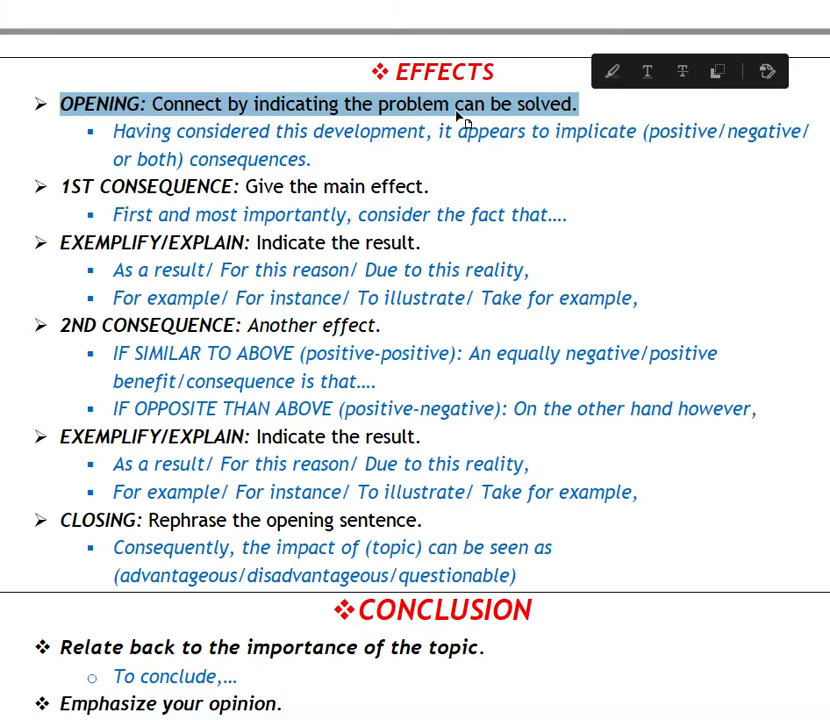 ❖ EFFECTS
➢ OPENING: Connect by indicating the problem can be solved.
▪ Having considered this development, it appears to implicate (positive/negative/
or both) consequences.
➢ 1ST CONSEQUENCE: Give the main effect.
▪ First and most importantly, consider the fact that….
➢ EXEMPLIFY/EXPLAIN: Indicate the result.
▪ As a result/ For this reason/ Due to this reality,
▪ For example/ For instance/ To illustrate/ Take for example,
➢ 2ND CONSEQUENCE: Another effect.
▪ IF SIMILAR TO ABOVE (positive-positive): An equally negative/positive
benefit/consequence is that….
▪ IF OPPOSITE THAN ABOVE (positive-negative): On the other hand however,
➢ EXEMPLIFY/EXPLAIN: Indicate the result.
▪ As a result/ For this reason/ Due to this reality,
▪ For example/ For instance/ To illustrate/ Take for example,
➢ CLOSING: Rephrase the opening sentence.
▪ Consequently, the impact of (topic) can be seen as
(advantageous/disadvantageous/questionable)
❖CONCLUSION
❖ Relate back to the importance of the topic.
○ To conclude,…
❖ Emphasize your opinion.